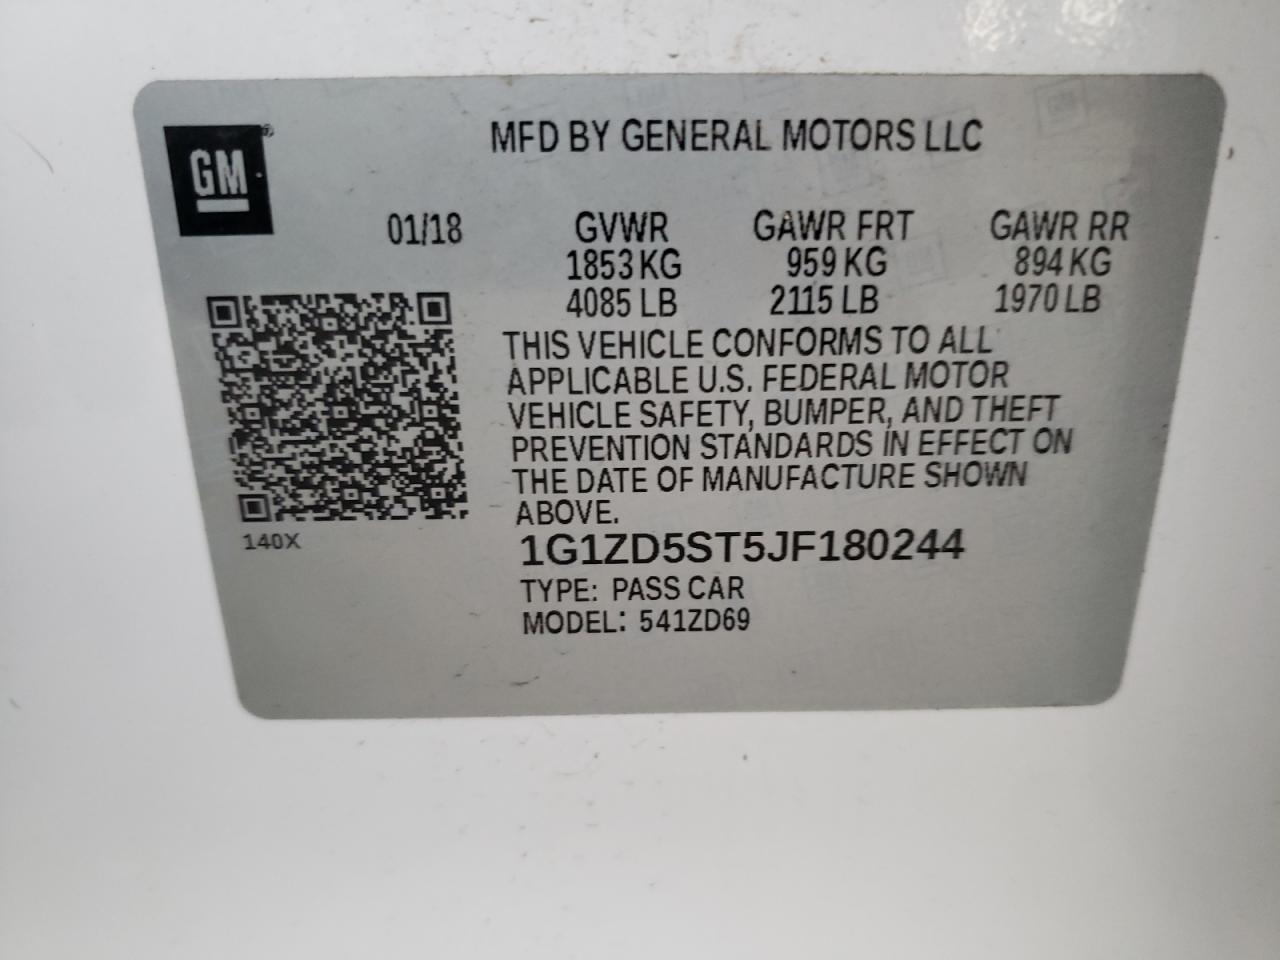 GM
MFD BY GENERAL MOTORS LLC
01/18 GVWR GAWR FRT GAWR RR
1853 KG 959 KG 894 KG
4085 LB 2115 LB 1970 LB
THIS VEHICLE CONFORMS TO ALL
APPLICABLE U.S. FEDERAL MOTOR
VEHICLE SAFETY, BUMPER, AND THEFT
PREVENTION STANDARDS IN EFFECT ON
THE DATE OF MANUFACTURE SHOWN
ABOVE.
140X
1G1ZD5ST5JF180244
TYPE: PASS CAR
MODEL: 541ZD69